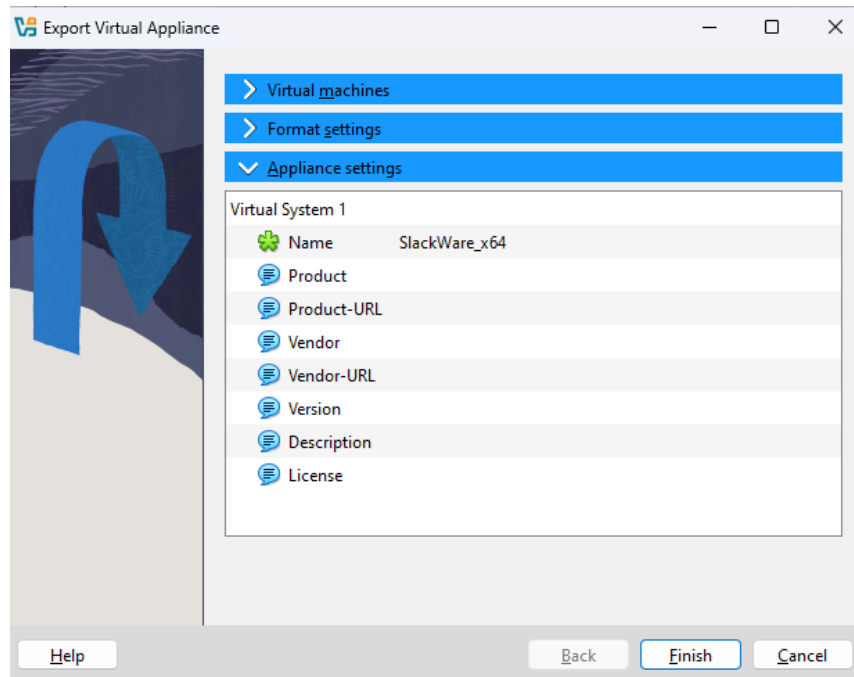 Export Virtual Appliance
Virtual machines
Format settings
Appliance settings
Virtual System 1
Name SlackWare_x64
Product
Product-URL
Vendor
Vendor-URL
Version
Description
License
Help Back Finish Cancel